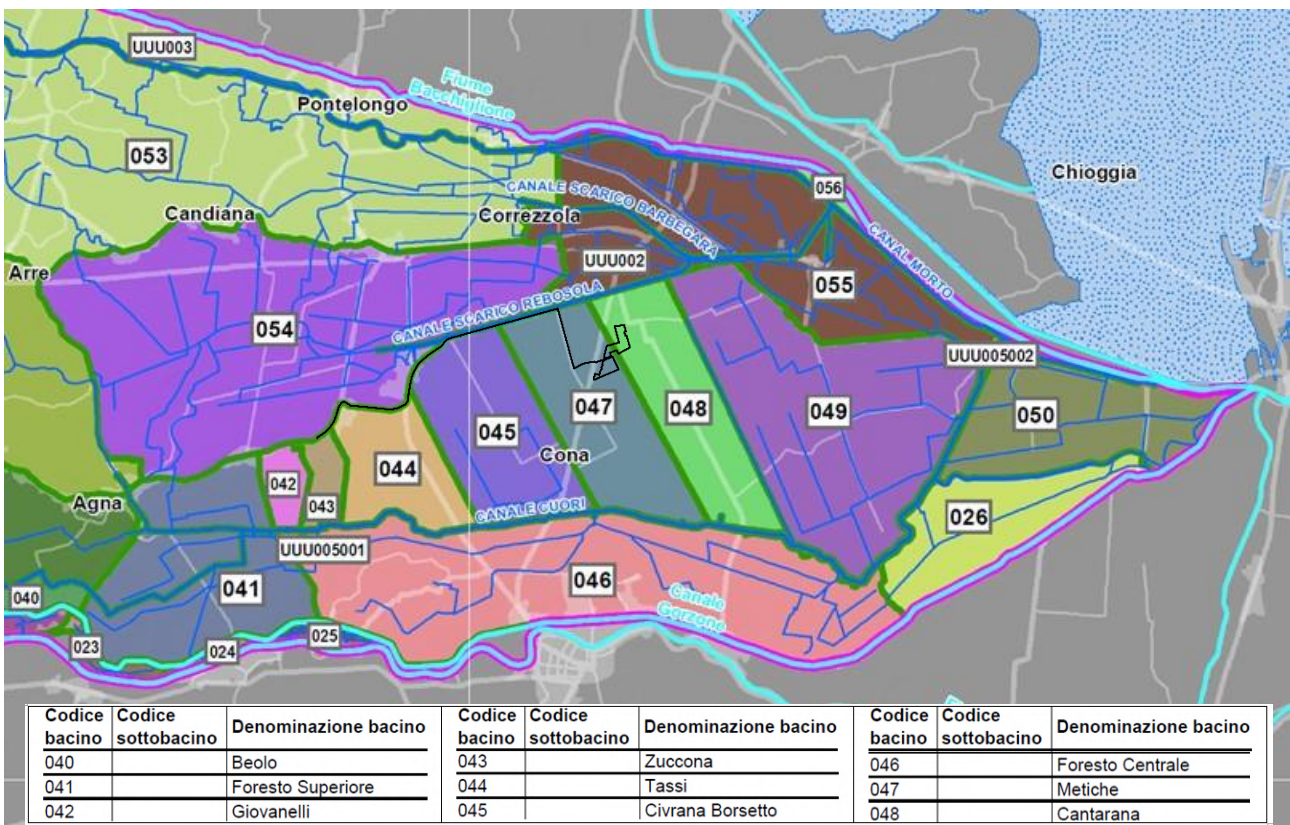 UUU003
Fiume
Bacchiglione
Pontelongo
053
Chioggia
056
CANALE SCARICO BARBEGARA
Candiana
Correzzola
CANAL MORTO
UUU002
Arre
055
CANALE SCARICO REBOSOLA
054
UUU005002
047
048
049
050
045
Cona
044
042
043
Agna
CANALE CUORI
026
UUU005001
041
046
040
Canale
Gorzone
025
023
024
Codice bacino Codice sottobacino Denominazione bacino
040 Beolo
041 Foresto Superiore
042 Giovanelli
Codice bacino Codice sottobacino Denominazione bacino
043 Zuccona
044 Tassi
045 Civrana Borsetto
Codice bacino Codice sottobacino Denominazione bacino
046 Foresto Centrale
047 Metiche
048 Cantarana